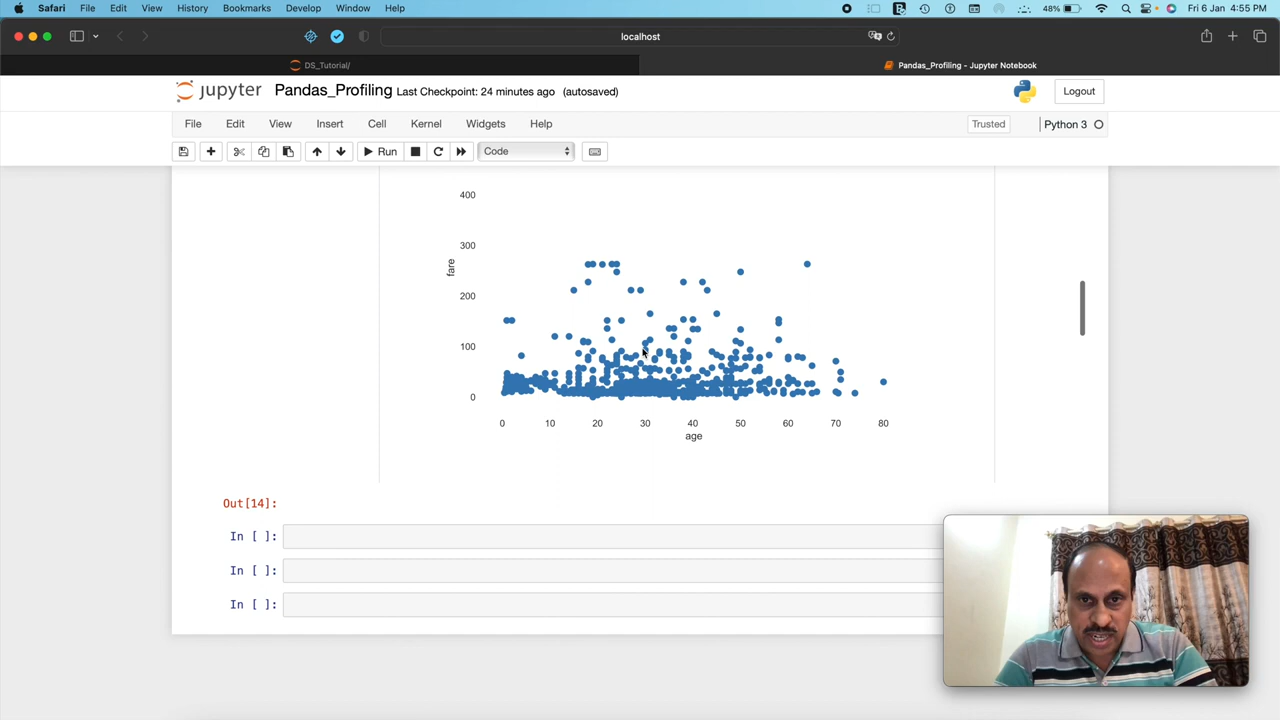 Safari File Edit View History Bookmarks Develop Window Help 48% Fri 6 Jan 4:55 PM
localhost
DS_Tutorial/ Pandas_Profiling - Jupyter Notebook
jupyter Pandas_Profiling Last Checkpoint: 24 minutes ago (autosaved) Logout
File Edit View Insert Cell Kernel Widgets Help Trusted Python 3
Run Code
400
300
fare
200
100
0
0 10 20 30 40 50 60 70 80
age
Out[14]:
In [ ]:
In [ ]:
In [ ]: